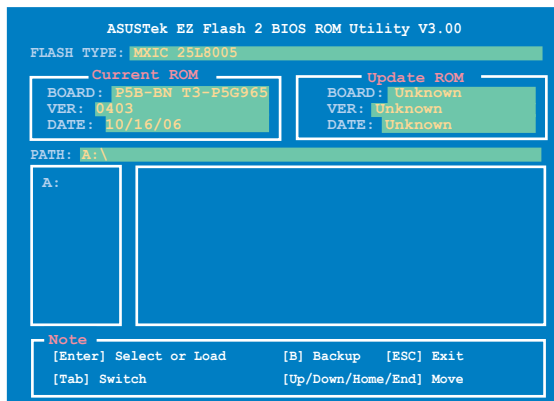 ASUSTek EZ Flash 2 BIOS ROM Utility V3.00
FLASH TYPE: MXIC 25L8005
Current ROM
BOARD: P5B-BN T3-P5G965
VER: 0403
DATE: 10/16/06
Update ROM
BOARD: Unknown
VER: Unknown
DATE: Unknown
PATH: A:\
A:
Note
[Enter] Select or Load [B] Backup [ESC] Exit
[Tab] Switch [Up/Down/Home/End] Move